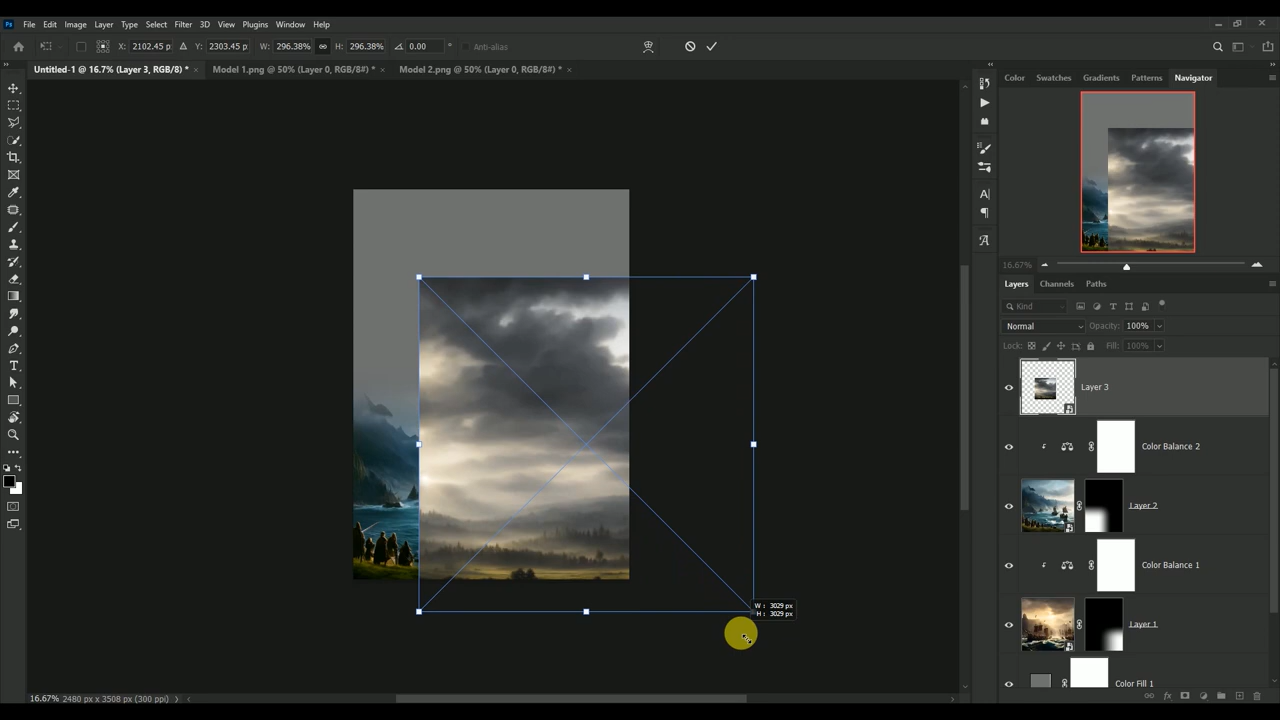 Ps File Edit Image Layer Type Select Filter 3D View Plugins Window Help
X: 2102.45 p Y: 2303.45 p W: 296.38% H: 296.38% 0.00 ° Anti-alias
Untitled-1 @ 16.7% (Layer 3, RGB/8) * × Model 1.png @ 50% (Layer 0, RGB/8#) * × Model 2.png @ 50% (Layer 0, RGB/8#) * ×
Color Swatches Gradients Patterns Navigator
16.67%
Layers Channels Paths
Kind
Normal Opacity: 100%
Lock: Fill: 100%
Layer 3
Color Balance 2
Layer 2
Color Balance 1
Layer 1
Color Fill 1
W : 3029 px
H : 3029 px
16.67% 2480 px x 3508 px (300 ppi)